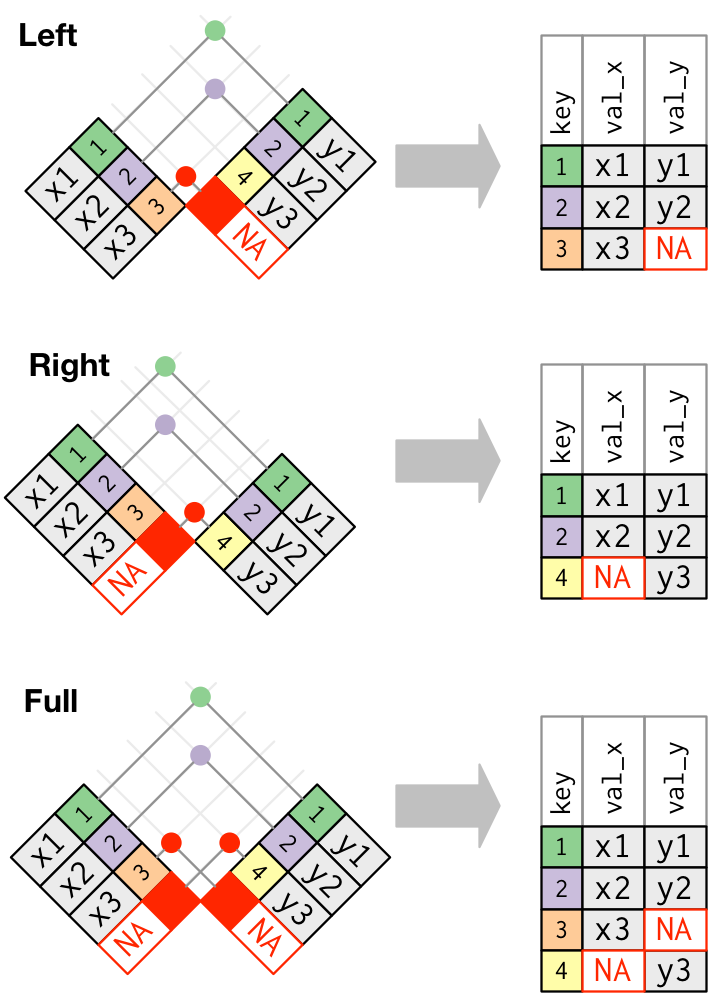 Left
1 x1
2 x2
3 x3
1 y1
2 y2
4 y3
NA
key val_x val_y
1 x1 y1
2 x2 y2
3 x3 NA
Right
1 x1
2 x2
3 x3
NA
1 y1
2 y2
4 y3
key val_x val_y
1 x1 y1
2 x2 y2
4 NA y3
Full
1 x1
2 x2
3 x3
NA
1 y1
2 y2
4 y3
NA
key val_x val_y
1 x1 y1
2 x2 y2
3 x3 NA
4 NA y3